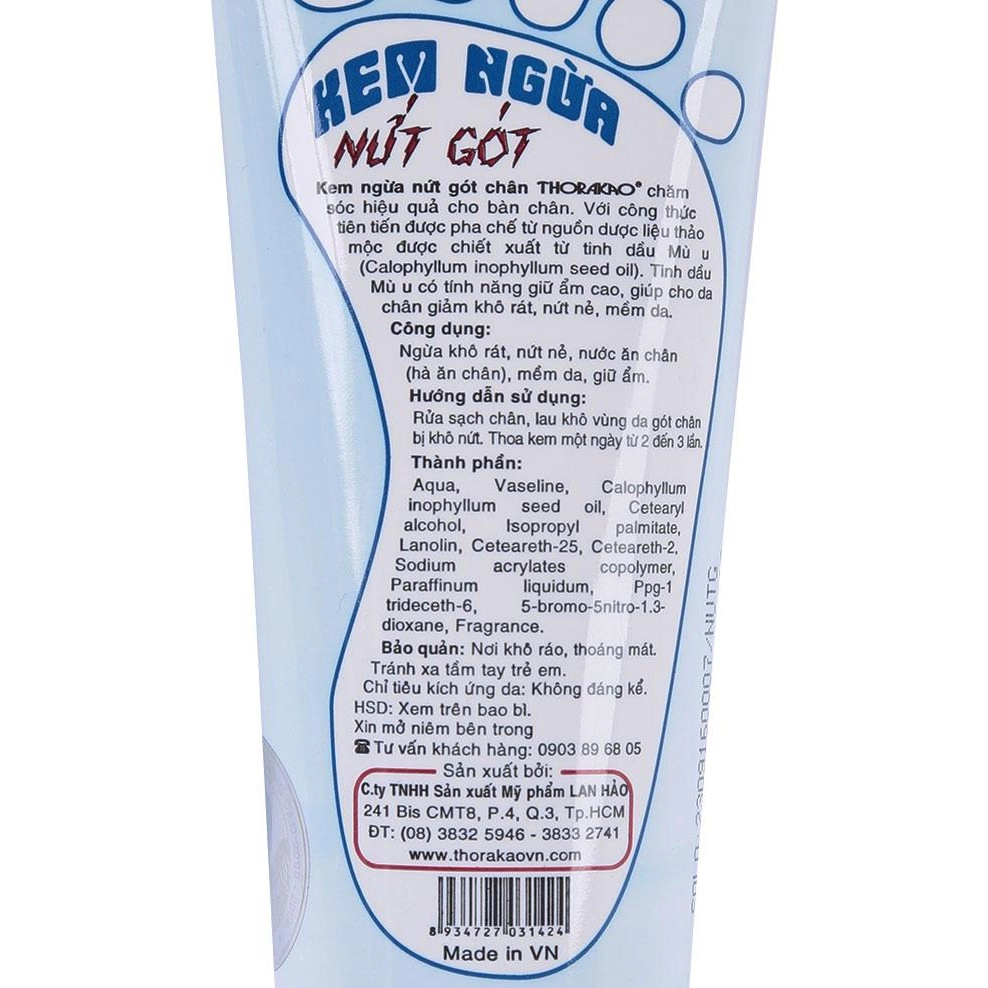 KEM NGỪA
NỨT GÓT
Kem ngừa nứt gót chân THORAKAO® chăm
sóc hiệu quả cho bàn chân. Với công thức
tiên tiến được pha chế từ nguồn dược liệu thảo
mộc được chiết xuất từ tinh dầu Mù u
(Calophyllum inophyllum seed oil). Tinh dầu
Mù u có tính năng giữ ẩm cao, giúp cho da
chân giảm khô rát, nứt nẻ, mềm da.
Công dụng:
Ngừa khô rát, nứt nẻ, nước ăn chân
(hà ăn chân), mềm da, giữ ẩm.
Hướng dẫn sử dụng:
Rửa sạch chân, lau khô vùng da gót chân
bị khô nứt. Thoa kem một ngày từ 2 đến 3 lần.
Thành phần:
Aqua, Vaseline, Calophyllum
inophyllum seed oil, Cetearyl
alcohol, Isopropyl palmitate,
Lanolin, Ceteareth-25, Ceteareth-2,
Sodium acrylates copolymer,
Paraffinum liquidum, Ppg-1
trideceth-6, 5-bromo-5nitro-1.3-
dioxane, Fragrance.
Bảo quản: Nơi khô ráo, thoáng mát.
Tránh xa tầm tay trẻ em.
Chỉ tiêu kích ứng da: Không đáng kể.
HSD: Xem trên bao bì.
Xin mở niêm bên trong
☎Tư vấn khách hàng: 0903 89 68 05
Sản xuất bởi:
C.ty TNHH Sản xuất Mỹ phẩm LAN HẢO
241 Bis CMT8, P.4, Q.3, Tp.HCM
ĐT: (08) 3832 5946 - 3833 2741
www.thorakaovn.com
8 934727 031424
Made in VN